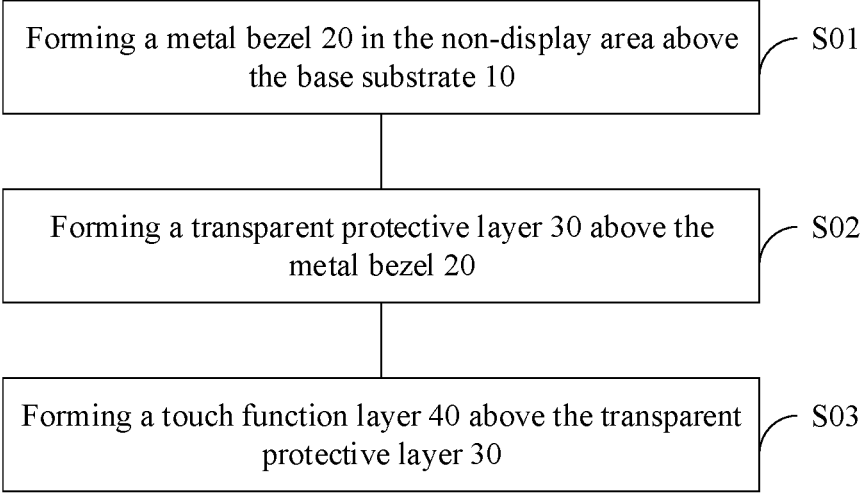 Forming a metal bezel 20 in the non-display area above
the base substrate 10
S01
Forming a transparent protective layer 30 above the
metal bezel 20
S02
Forming a touch function layer 40 above the transparent
protective layer 30
S03